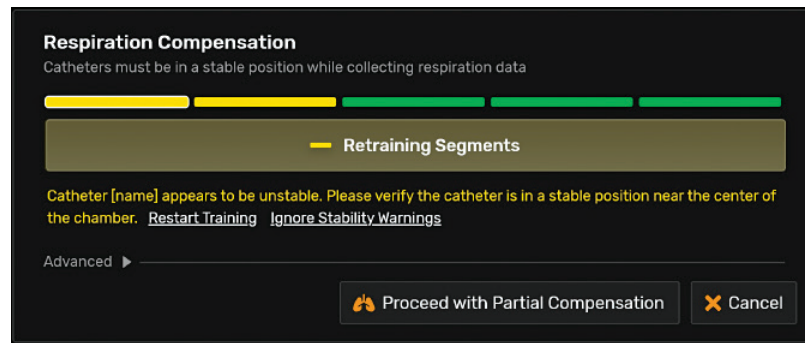 Respiration Compensation
Catheters must be in a stable position while collecting respiration data
Retraining Segments
Catheter [name] appears to be unstable. Please verify the catheter is in a stable position near the center of
the chamber. Restart Training Ignore Stability Warnings
Advanced
Proceed with Partial Compensation Cancel